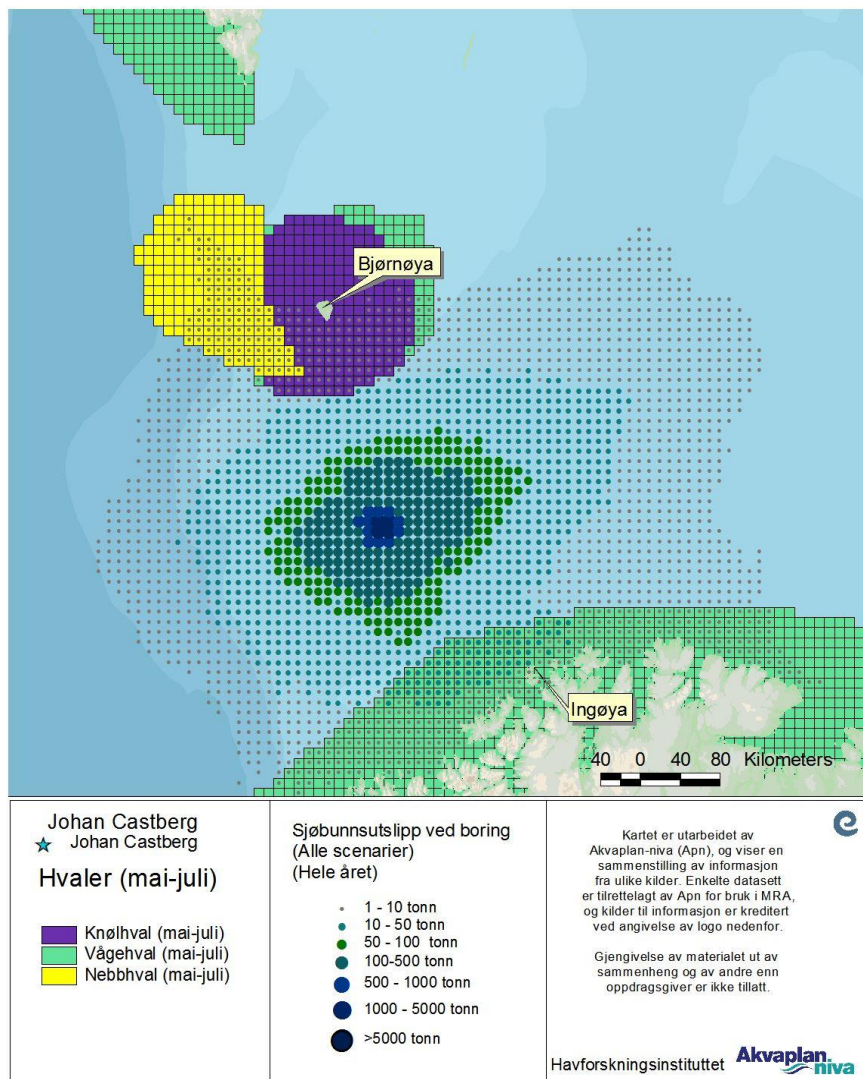 Bjørnøya
Ingøya
40 0 40 80 Kilometers
Johan Castberg
Johan Castberg
Hvaler (mai-juli)
Knølhval (mai-juli)
Vågehval (mai-juli)
Nebbhval (mai-juli)
Sjøbunnsutslipp ved boring
(Alle scenarier)
(Hele året)
1 - 10 tonn
10 - 50 tonn
50 - 100 tonn
100-500 tonn
500 - 1000 tonn
1000 - 5000 tonn
>5000 tonn
Kartet er utarbeidet av
Akvaplan-niva (Apn), og viser en
sammenstilling av informasjon
fra ulike kilder. Enkelte datasett
er tilrettelagt av Apn for bruk i MRA,
og kilder til informasjon er kreditert
ved angivelse av logo nedenfor.
Gjengivelse av materialet ut av
sammenheng og av andre enn
oppdragsgiver er ikke tillatt.
Havforskningsinstituttet
Akvaplan
niva